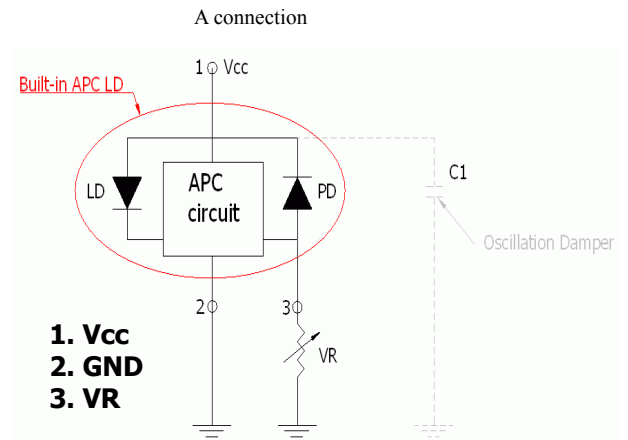 A connection
1 Vcc
Built-in APC LD
C1
LD
APC
circuit
PD
Oscillation Damper
2
3
VR
1. Vcc
2. GND
3. VR